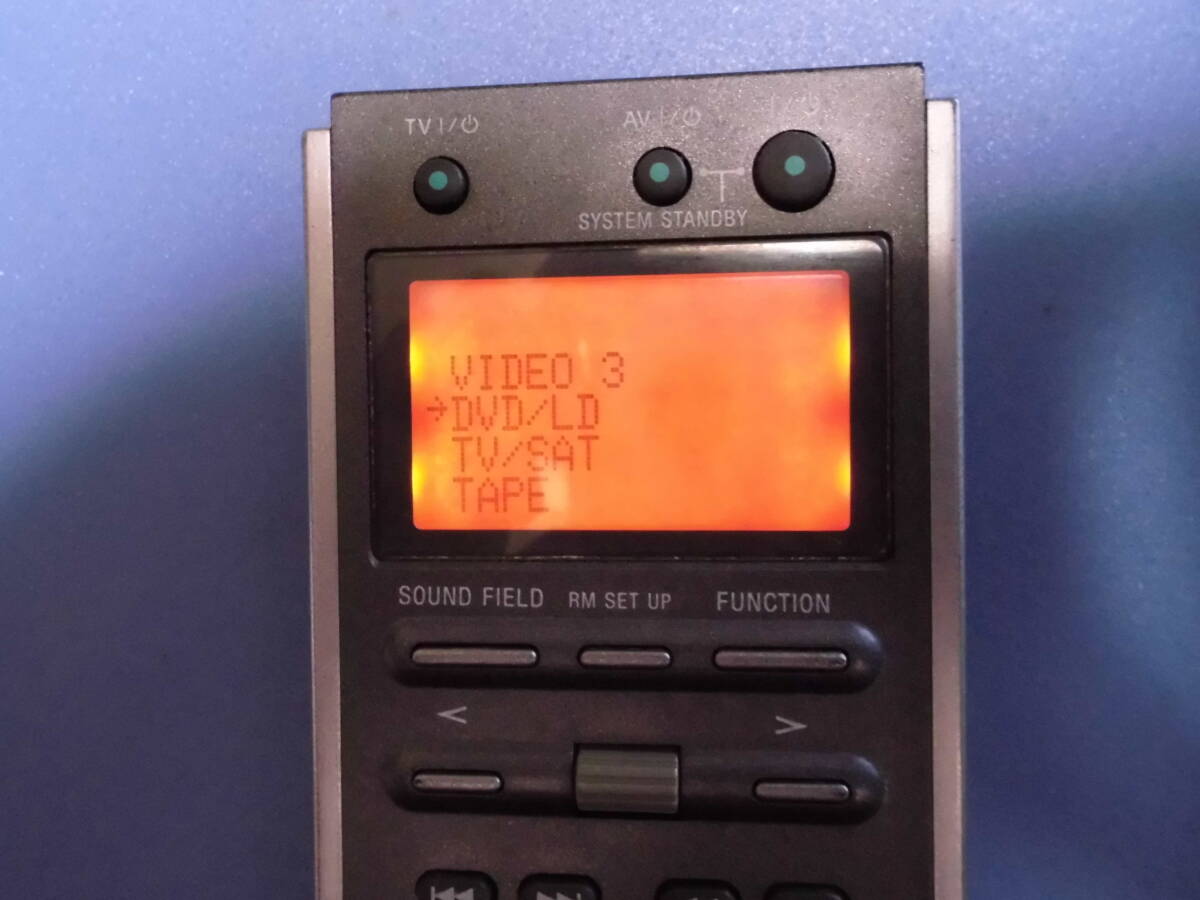 TV I/⏻ AV I/⏻ I/⏻
SYSTEM STANDBY
VIDEO 3
→DVD/LD
TV/SAT
TAPE
SOUND FIELD RM SET UP FUNCTION
< >